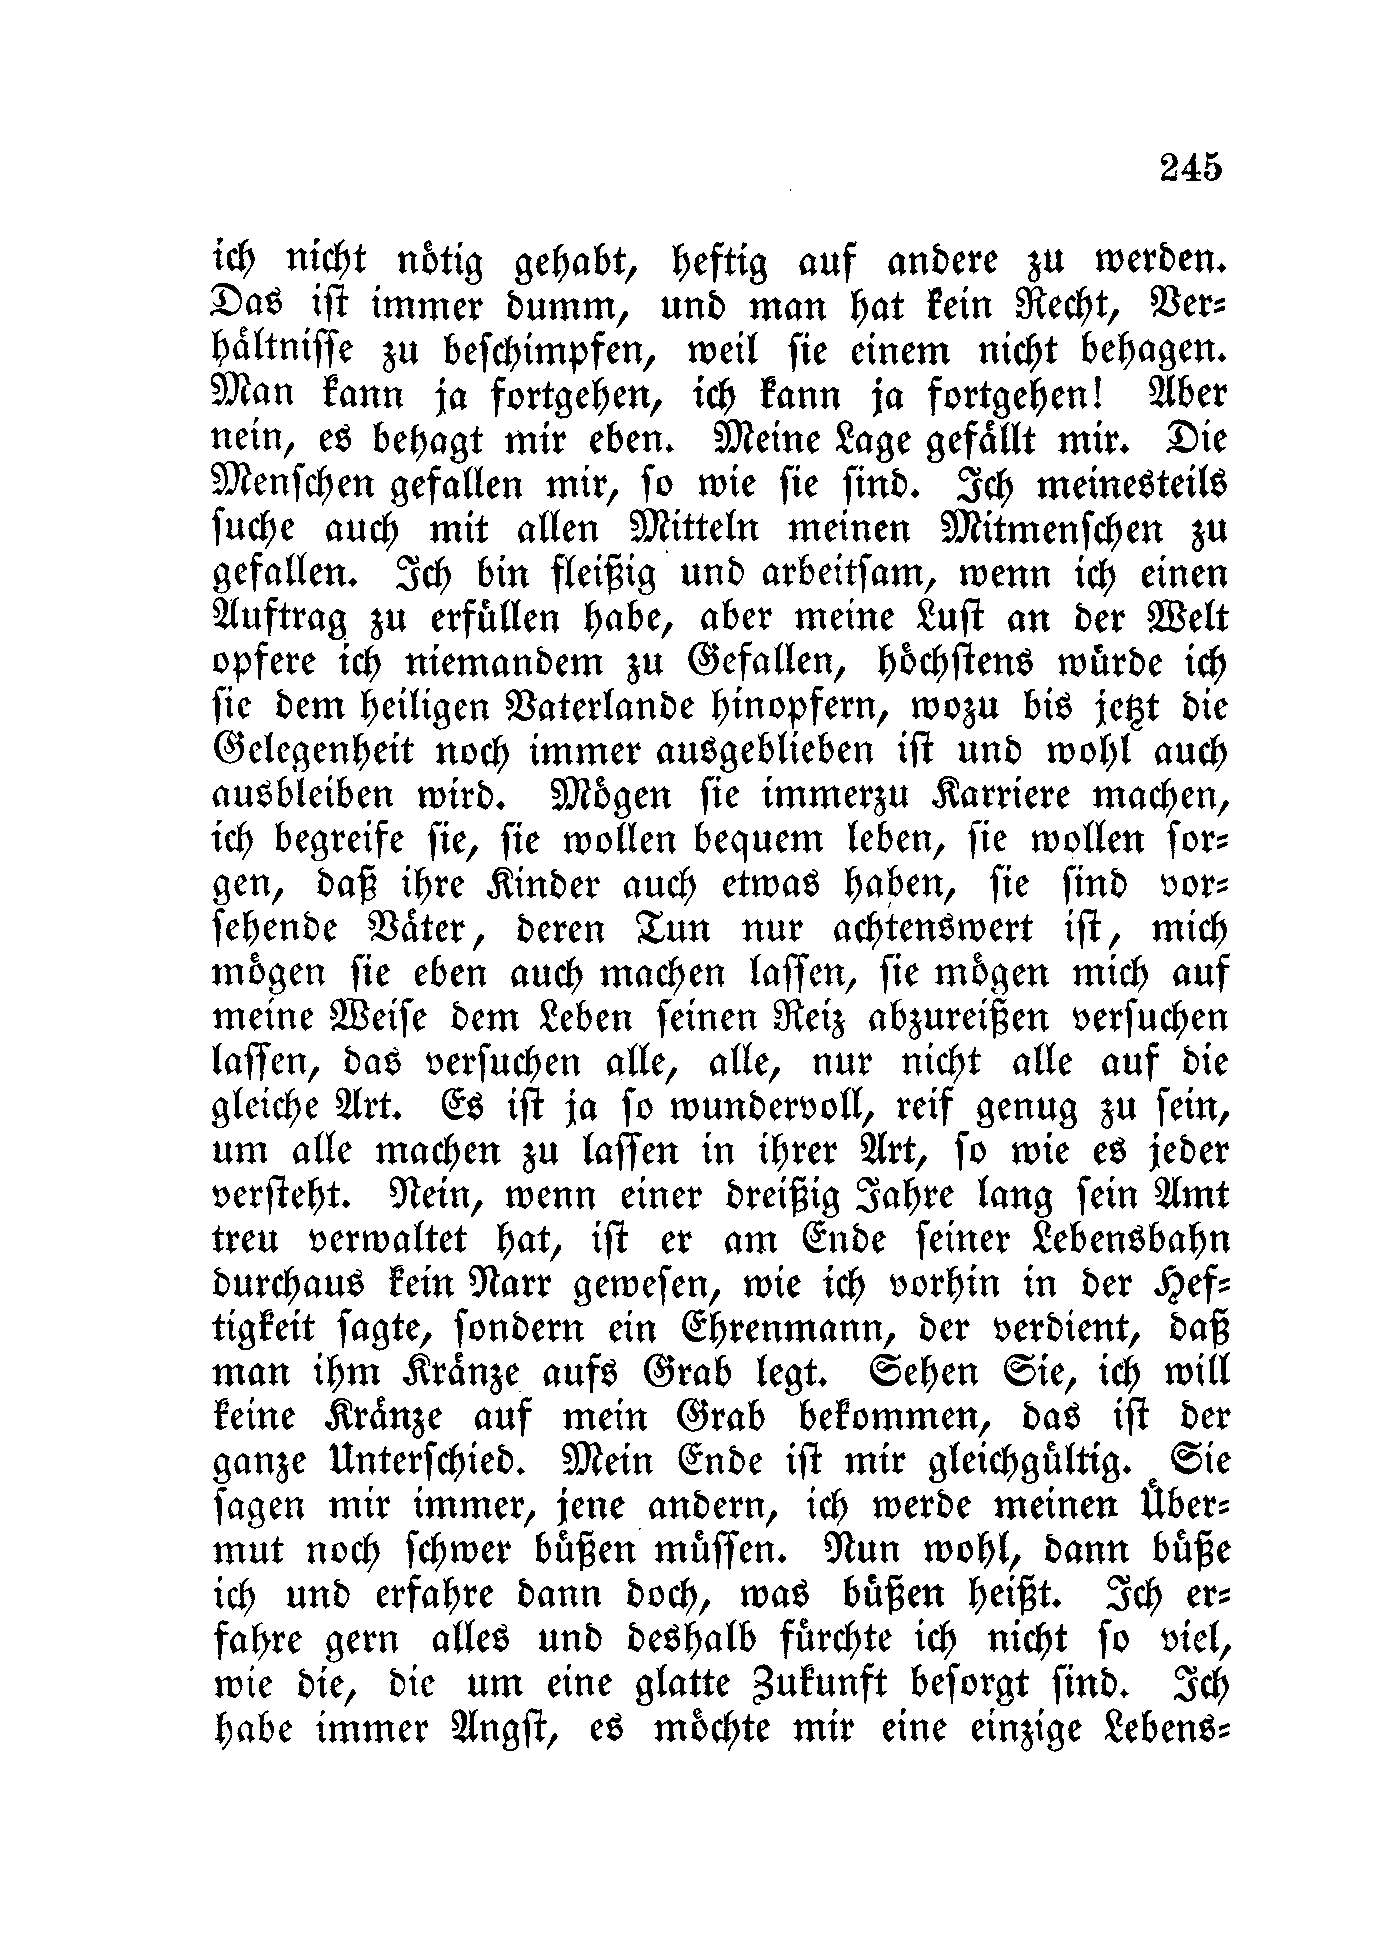 245
ich nicht nötig gehabt, heftig auf andere zu werden.
Das ist immer dumm, und man hat kein Recht, Ver-
hältnisse zu beschimpfen, weil sie einem nicht behagen.
Man kann ja fortgehen, ich kann ja fortgehen! Aber
nein, es behagt mir eben. Meine Lage gefällt mir. Die
Menschen gefallen mir, so wie sie sind. Ich meinesteils
suche auch mit allen Mitteln meinen Mitmenschen zu
gefallen. Ich bin fleißig und arbeitsam, wenn ich einen
Auftrag zu erfüllen habe, aber meine Lust an der Welt
opfere ich niemandem zu Gefallen, höchstens würde ich
sie dem heiligen Vaterlande hinopfern, wozu bis jetzt die
Gelegenheit noch immer ausgeblieben ist und wohl auch
ausbleiben wird. Mögen sie immerzu Karriere machen,
ich begreife sie, sie wollen bequem leben, sie wollen sor-
gen, daß ihre Kinder auch etwas haben, sie sind vor-
sehende Väter, deren Tun nur achtenswert ist, mich
mögen sie eben auch machen lassen, sie mögen mich auf
meine Weise dem Leben seinen Reiz abzureißen versuchen
lassen, das versuchen alle, alle, nur nicht alle auf die
gleiche Art. Es ist ja so wundervoll, reif genug zu sein,
um alle machen zu lassen in ihrer Art, so wie es jeder
versteht. Nein, wenn einer dreißig Jahre lang sein Amt
treu verwaltet hat, ist er am Ende seiner Lebensbahn
durchaus kein Narr gewesen, wie ich vorhin in der Hef-
tigkeit sagte, sondern ein Ehrenmann, der verdient, daß
man ihm Kränze aufs Grab legt. Sehen Sie, ich will
keine Kränze auf mein Grab bekommen, das ist der
ganze Unterschied. Mein Ende ist mir gleichgültig. Sie
sagen mir immer, jene andern, ich werde meinen Über-
mut noch schwer büßen müssen. Nun wohl, dann büße
ich und erfahre dann doch, was büßen heißt. Ich er-
fahre gern alles und deshalb fürchte ich nicht so viel,
wie die, die um eine glatte Zukunft besorgt sind. Ich
habe immer Angst, es möchte mir eine einzige Lebens-